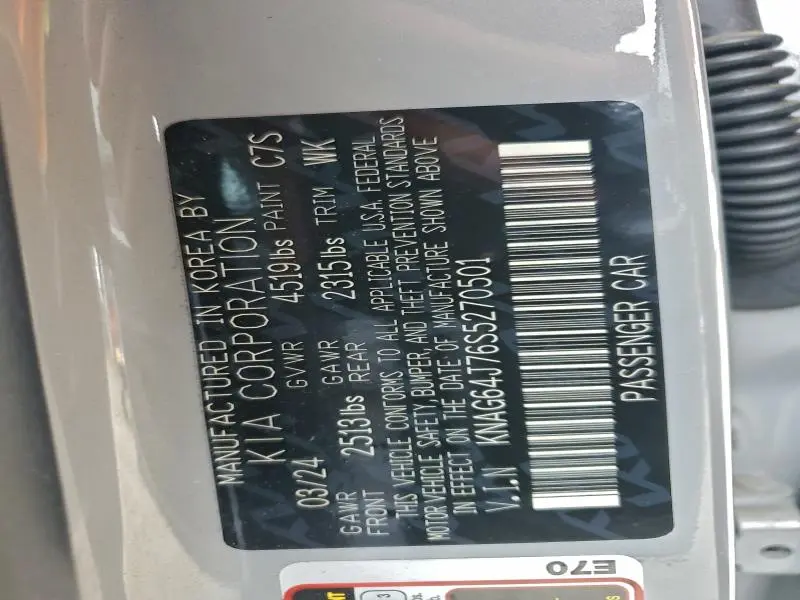 MANUFACTURED IN KOREA BY
KIA CORPORATION
03/24 GVWR 4519lbs PAINT C7S
GAWR FRONT 2513lbs GAWR REAR 2315lbs TRIM WK
THIS VEHICLE CONFORMS TO ALL APPLICABLE U.S.A. FEDERAL
MOTOR VEHICLE SAFETY, BUMPER, AND THEFT PREVENTION STANDARDS
IN EFFECT ON THE DATE OF MANUFACTURE SHOWN ABOVE
V.I.N KNAG64J76S5270501
PASSENGER CAR
E70
3